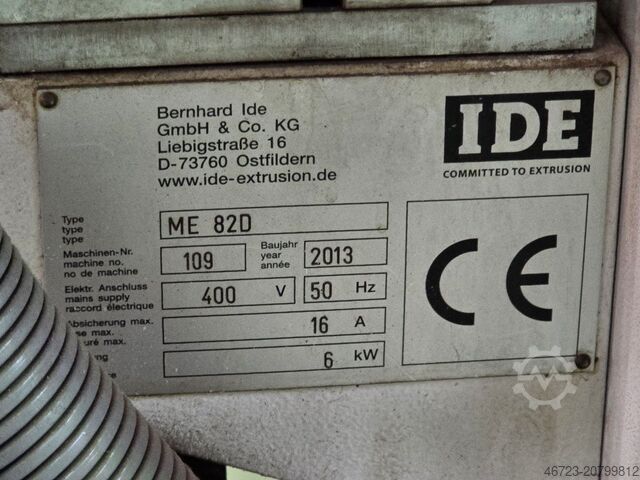 Bernhard Ide
GmbH & Co. KG
Liebigstraße 16
D-73760 Ostfildern
www.ide-extrusion.de
IDE
COMMITTED TO EXTRUSION
Type
type
type
ME 82D
Maschinen-Nr.
machine no.
no de machine
109
Baujahr
year
année
2013
Elektr. Anschluss
mains supply
raccord électrique
400 V
50 Hz
Absicherung max.
max.
max.
16 A
6 kW
CE
46723-20799812